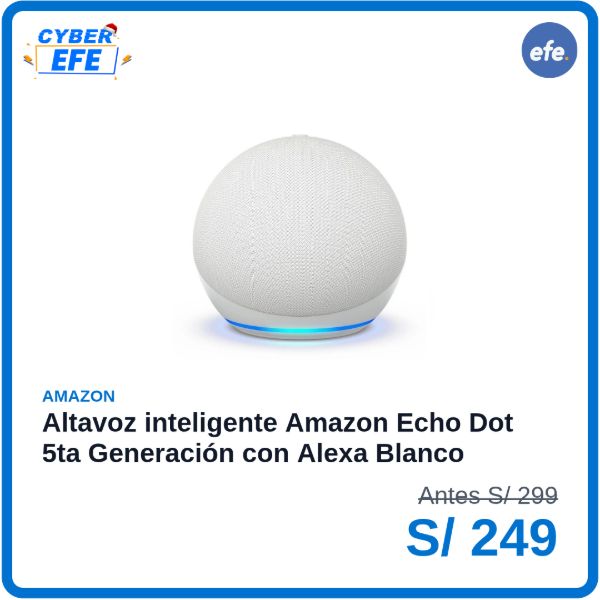 CYBER
EFE
efe.
AMAZON
Altavoz inteligente Amazon Echo Dot
5ta Generación con Alexa Blanco
Antes S/ 299
S/ 249